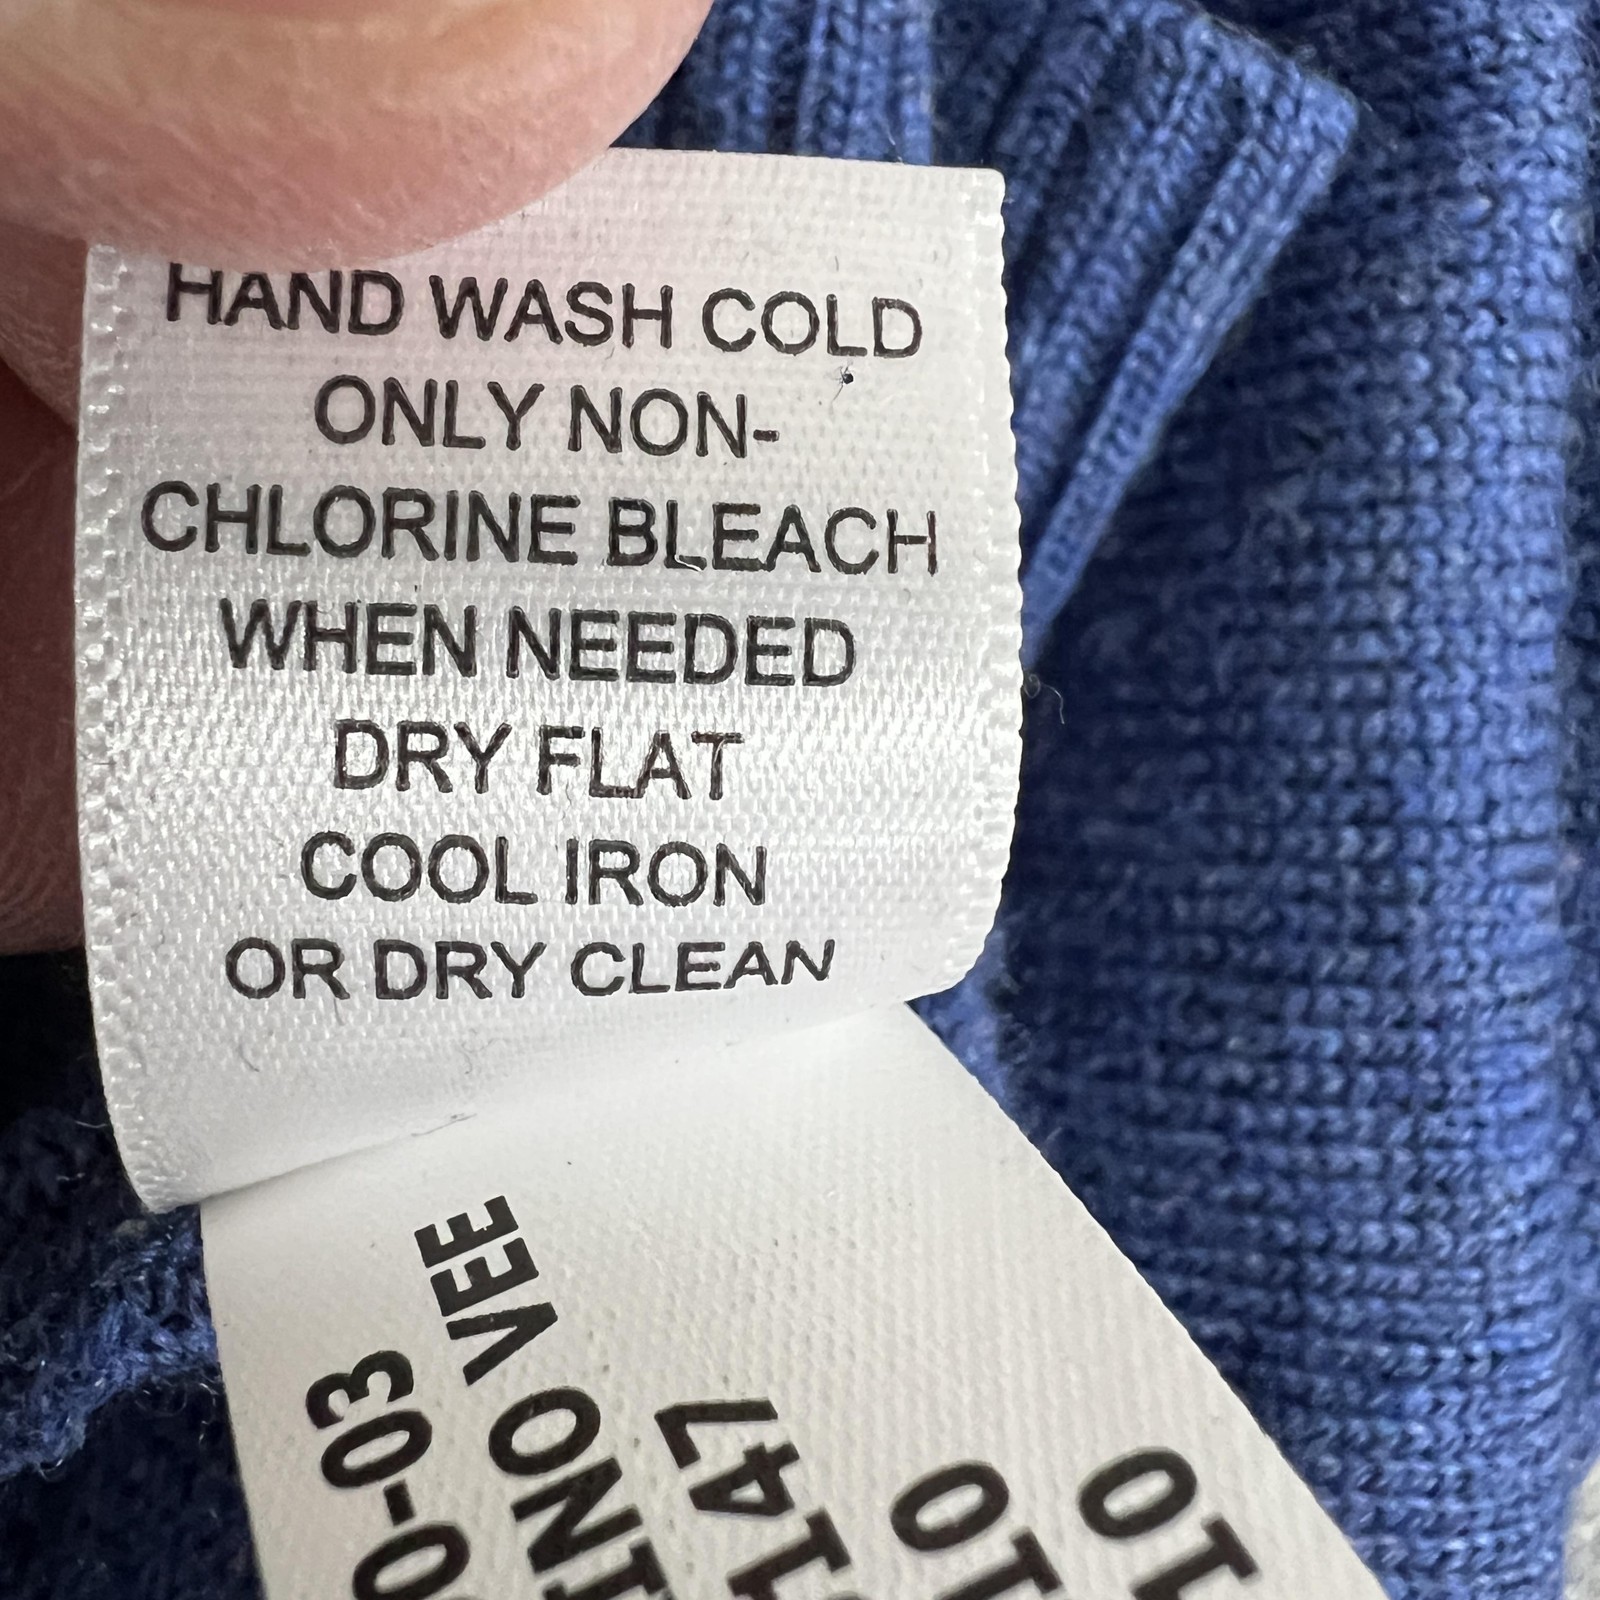 HAND WASH COLD
ONLY NON-
CHLORINE BLEACH
WHEN NEEDED
DRY FLAT
COOL IRON
OR DRY CLEAN
VEE